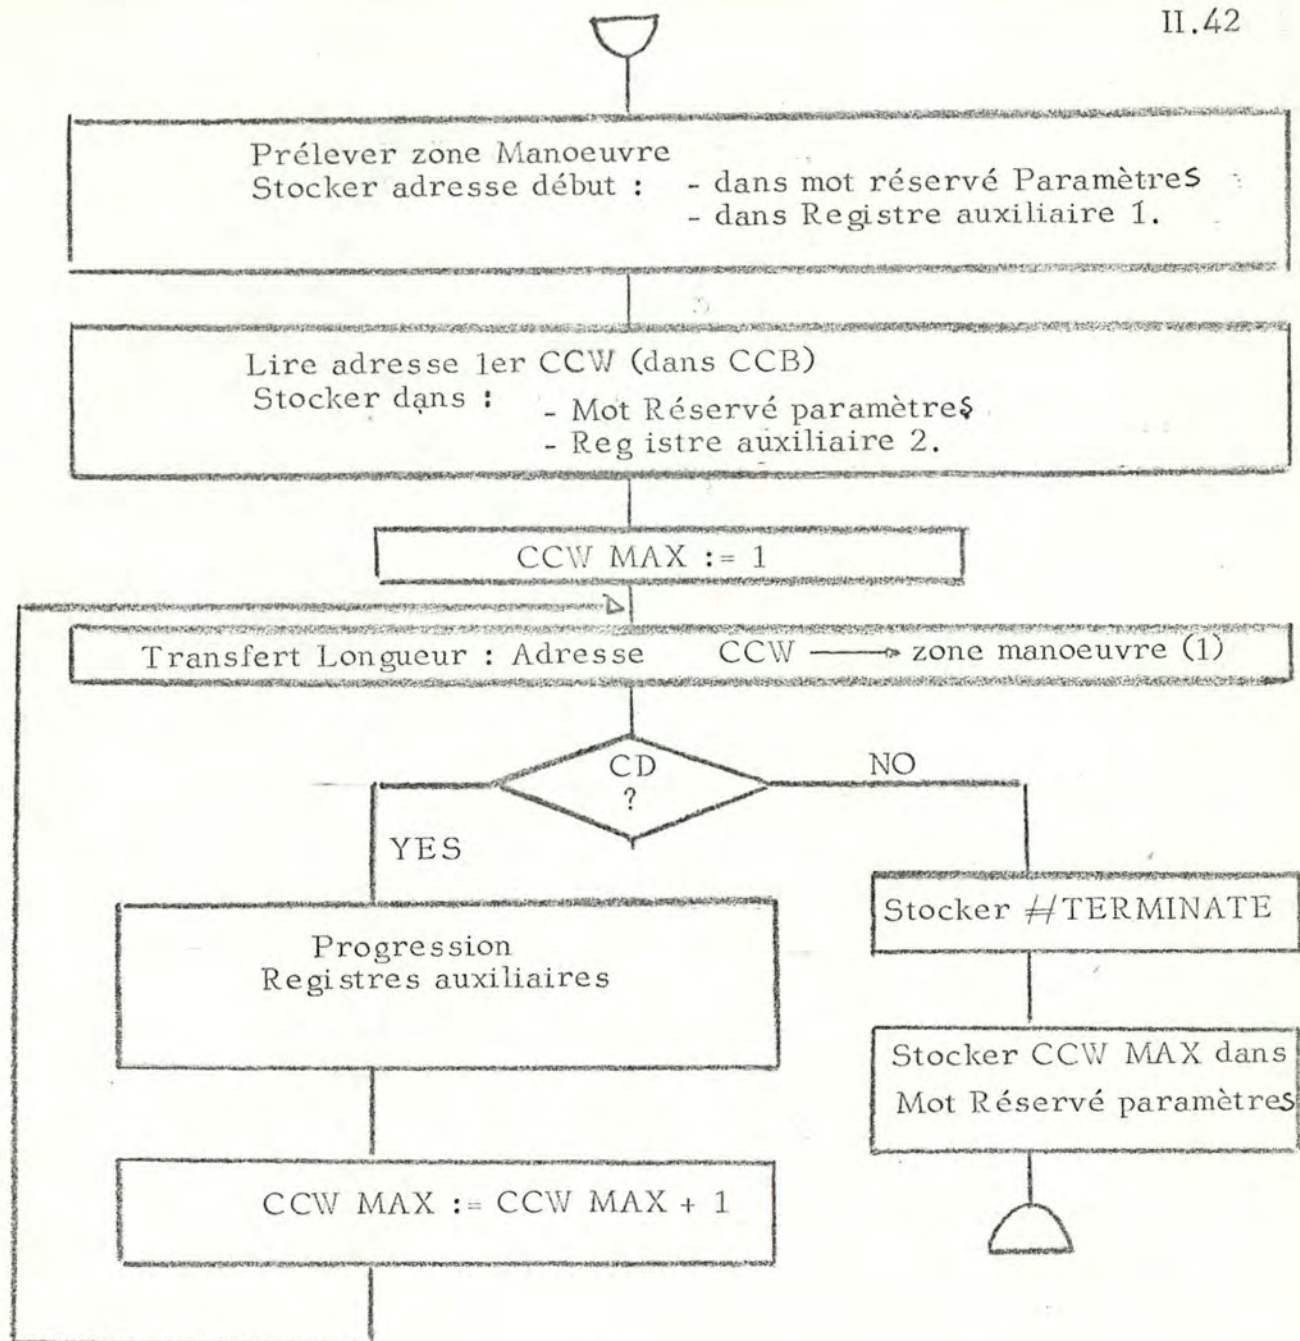 II.42
Prélever zone Manoeuvre
Stocker adresse début : - dans mot réservé Paramètres
- dans Registre auxiliaire 1.
Lire adresse 1er CCW (dans CCB)
Stocker dans : - Mot Réservé paramètres
- Reg istre auxiliaire 2.
CCW MAX := 1
Transfert Longueur : Adresse CCW → zone manoeuvre (1)
CD
?
NO
YES
Progression
Registres auxiliaires
Stocker #TERMINATE
Stocker CCW MAX dans
Mot Réservé paramètres
CCW MAX := CCW MAX + 1